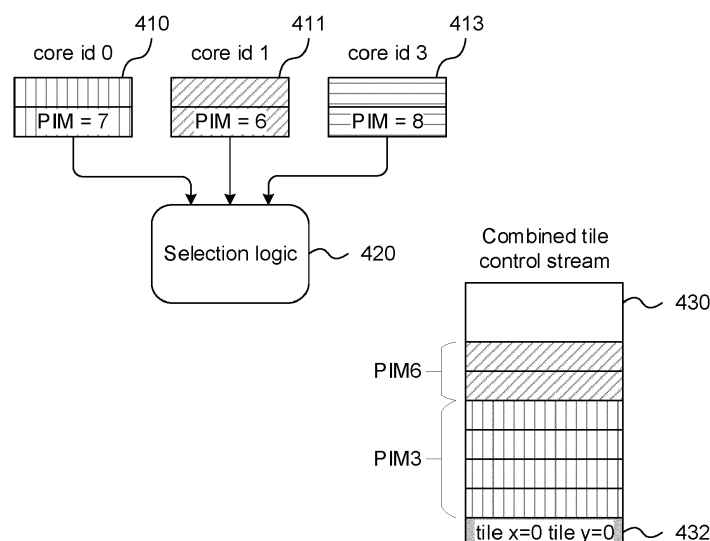 410
411
413
core id 0
core id 1
core id 3
PIM = 7
PIM = 6
PIM = 8
Selection logic
420
Combined tile
control stream
430
PIM6
PIM3
tile x=0 tile y=0
432